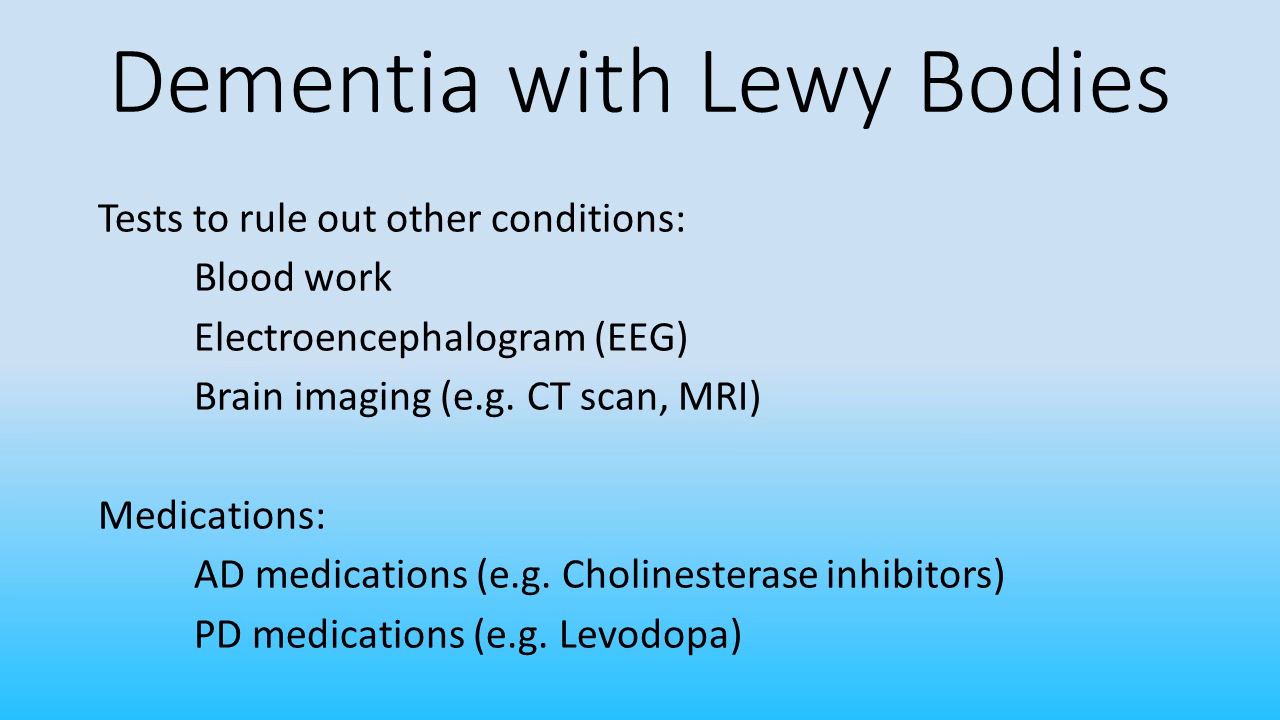 Dementia with Lewy Bodies
Tests to rule out other conditions:
Blood work
Electroencephalogram (EEG)
Brain imaging (e.g. CT scan, MRI)
Medications:
AD medications (e.g. Cholinesterase inhibitors)
PD medications (e.g. Levodopa)